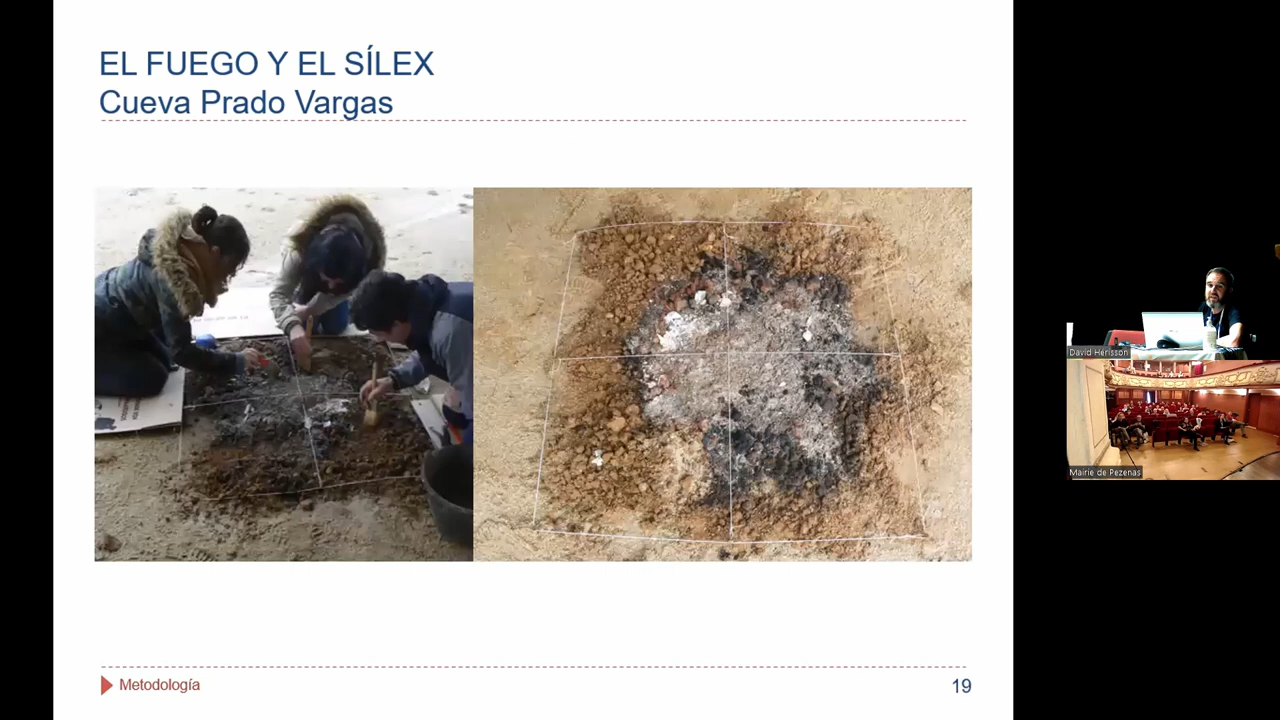 EL FUEGO Y EL SÍLEX
Cueva Prado Vargas
Metodología
19
David Herisson
Mairie de Pezenas